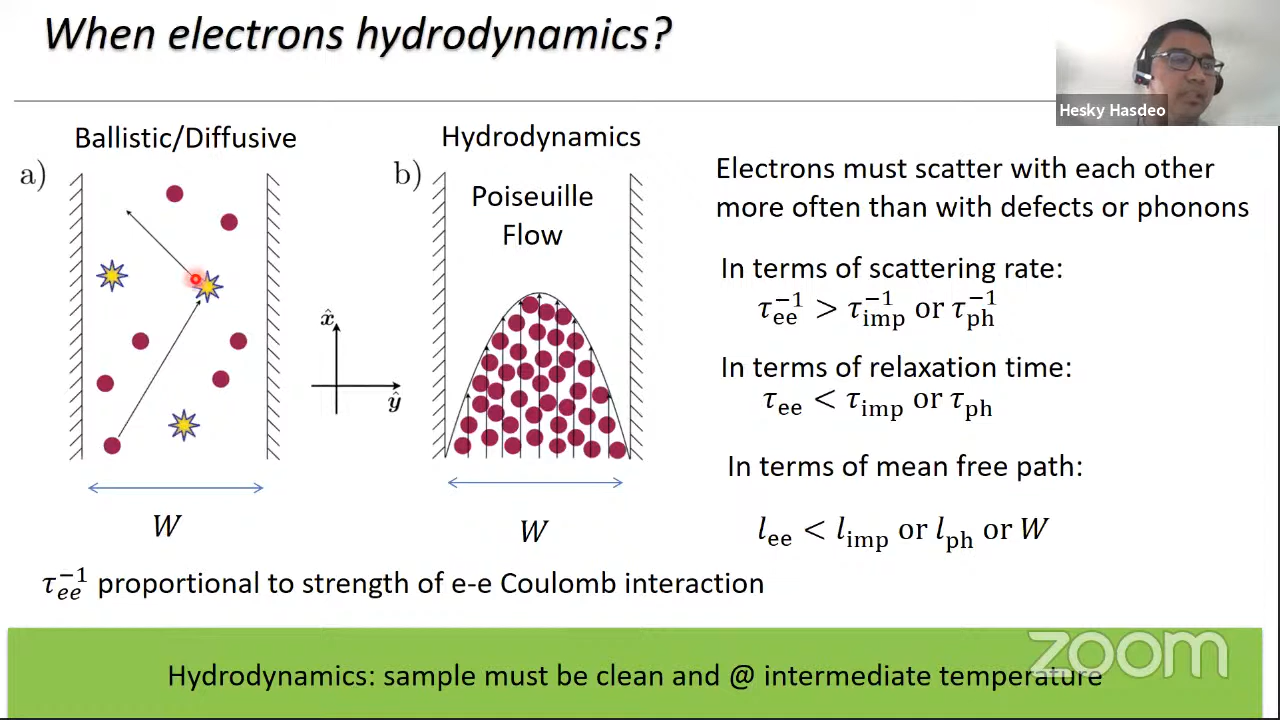 When electrons hydrodynamics?
Hesky Hasdeo
Ballistic/Diffusive
Hydrodynamics
a)
b)
Poiseuille
Flow
x̂
ŷ
W
W
Electrons must scatter with each other
more often than with defects or phonons
In terms of scattering rate:
τ_ee^−1 > τ_imp^−1 or τ_ph^−1
In terms of relaxation time:
τ_ee < τ_imp or τ_ph
In terms of mean free path:
l_ee < l_imp or l_ph or W
τ_ee^−1 proportional to strength of e-e Coulomb interaction
Hydrodynamics: sample must be clean and @ intermediate temperature
zoom